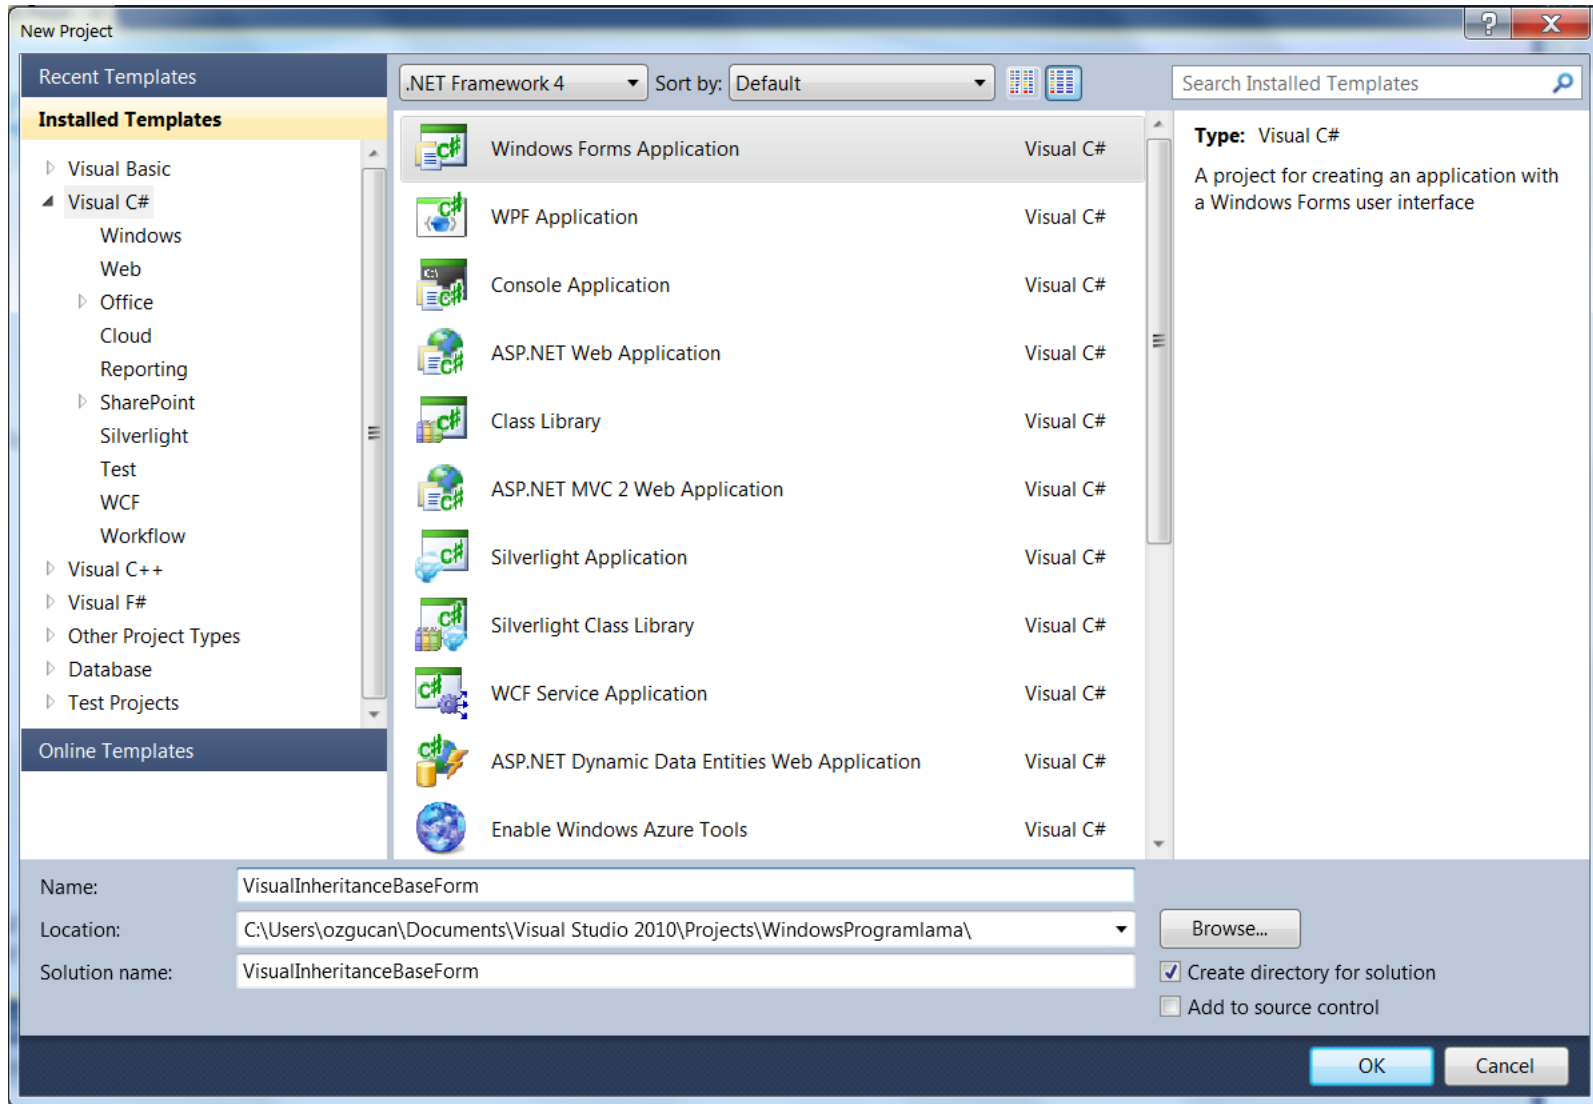 New Project
Recent Templates
Installed Templates
Visual Basic
Visual C#
Windows
Web
Office
Cloud
Reporting
SharePoint
Silverlight
Test
WCF
Workflow
Visual C++
Visual F#
Other Project Types
Database
Test Projects
Online Templates
.NET Framework 4 Sort by: Default
Windows Forms Application Visual C#
WPF Application Visual C#
Console Application Visual C#
ASP.NET Web Application Visual C#
Class Library Visual C#
ASP.NET MVC 2 Web Application Visual C#
Silverlight Application Visual C#
Silverlight Class Library Visual C#
WCF Service Application Visual C#
ASP.NET Dynamic Data Entities Web Application Visual C#
Enable Windows Azure Tools Visual C#
Search Installed Templates
Type: Visual C#
A project for creating an application with
a Windows Forms user interface
Name: VisualInheritanceBaseForm
Location: C:\Users\ozgucan\Documents\Visual Studio 2010\Projects\WindowsProgramlama\ Browse...
Solution name: VisualInheritanceBaseForm
Create directory for solution
Add to source control
OK Cancel